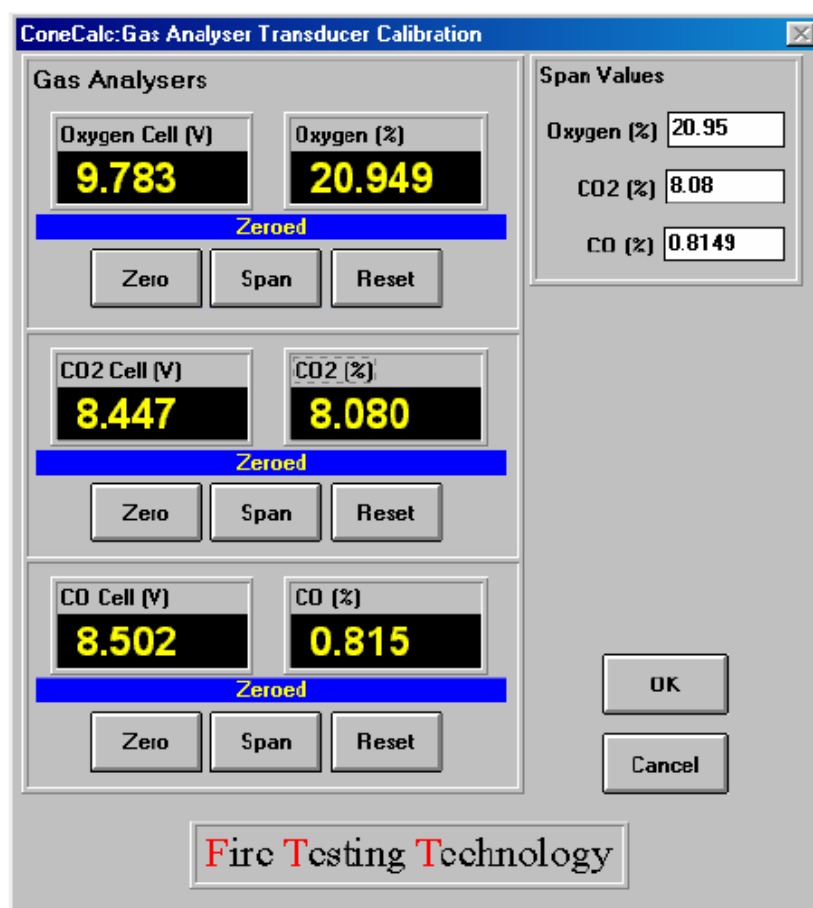 ConeCalc:Gas Analyser Transducer Calibration
Gas Analysers
Oxygen Cell (V) Oxygen (%)
9.783 20.949
Zeroed
Zero Span Reset
CO2 Cell (V) CO2 (%)
8.447 8.080
Zeroed
Zero Span Reset
CO Cell (V) CO (%)
8.502 0.815
Zeroed
Zero Span Reset
Span Values
Oxygen (%) 20.95
CO2 (%) 8.08
CO (%) 0.8149
OK
Cancel
Fire Testing Technology